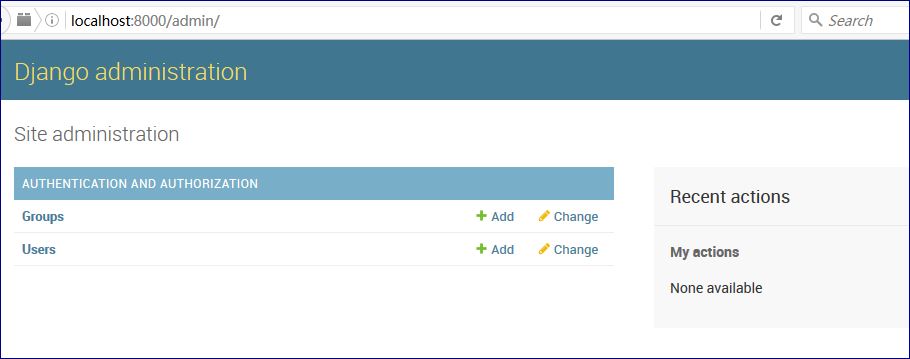 localhost:8000/admin/
Search
Django administration
Site administration
AUTHENTICATION AND AUTHORIZATION
Groups Add Change
Users Add Change
Recent actions
My actions
None available